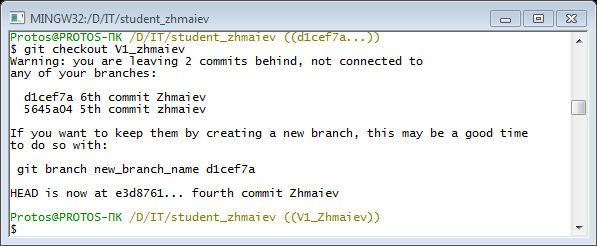 MINGW32:/D/IT/student_zhmaiev
Protos@PROTOS-ПК /D/IT/student_zhmaiev ((d1cef7a...))
$ git checkout V1_zhmaiev
Warning: you are leaving 2 commits behind, not connected to
any of your branches:
d1cef7a 6th commit Zhmaiev
5645a04 5th commit zhmaiev
If you want to keep them by creating a new branch, this may be a good time
to do so with:
git branch new_branch_name d1cef7a
HEAD is now at e3d8761... fourth commit Zhmaiev
Protos@PROTOS-ПК /D/IT/student_zhmaiev ((V1_Zhmaiev))
$